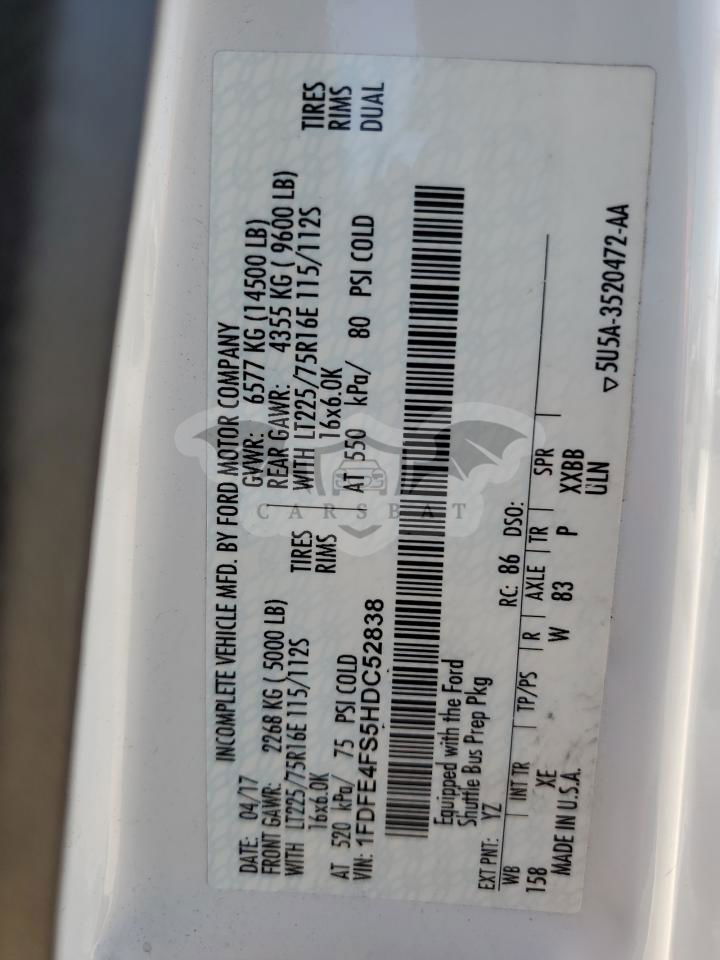 INCOMPLETE VEHICLE MFD. BY FORD MOTOR COMPANY
DATE: 04/17 GVWR: 6577 KG (14500 LB)
FRONT GAWR: 2268 KG (5000 LB) REAR GAWR: 4355 KG (9600 LB)
WITH LT225/75R16E 115/112S TIRES WITH LT225/75R16E 115/112S TIRES
16x6.0K RIMS 16x6.0K RIMS
AT 520 kPa/ 75 PSI COLD AT 550 kPa/ 80 PSI COLD DUAL
VIN: 1FDFE4FS5HDC52838
Equipped with the Ford
Shuttle Bus Prep Pkg
EXT PNT: YZ RC: 86 DSO:
WB INT TR TP/PS R AXLE TR SPR
158 XE W 83 P XXBB
MADE IN U.S.A. ULN
▽5U5A-3520472-AA
CARSBAT